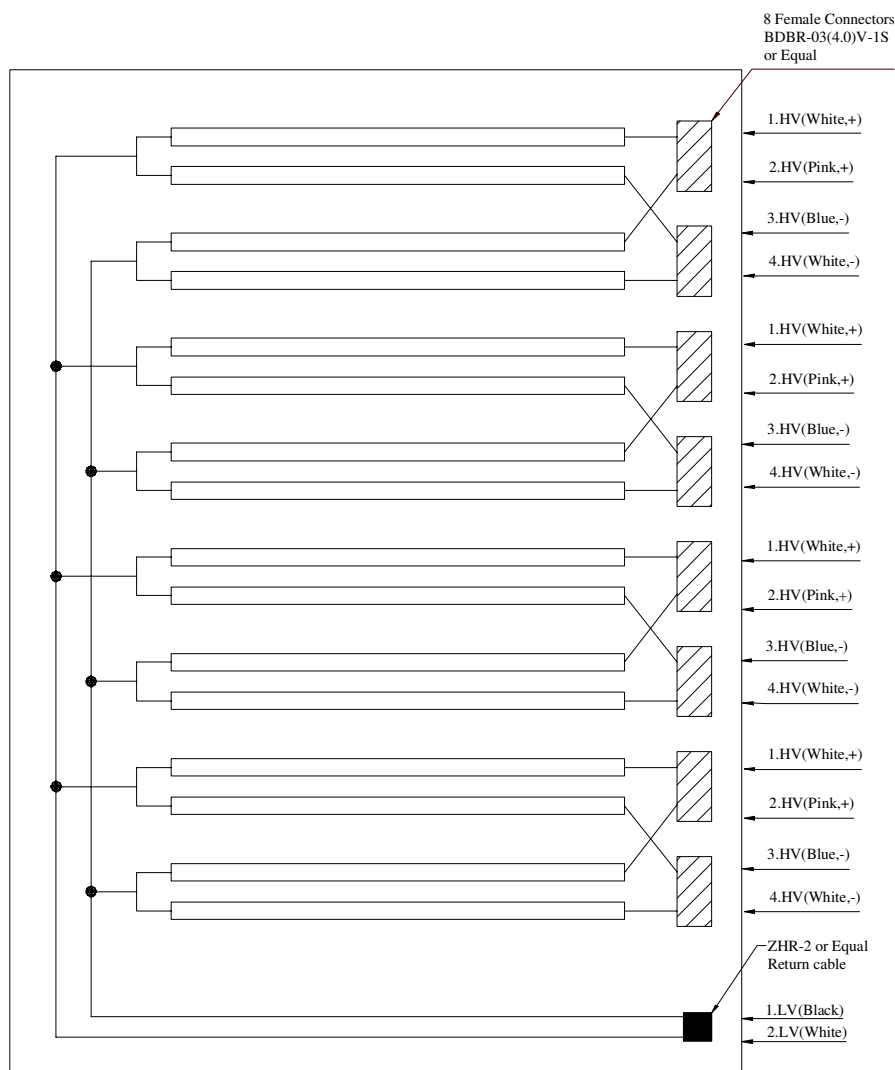 8 Female Connectors
BDBR-03(4.0)V-1S
or Equal
1.HV(White,+)
2.HV(Pink,+)
3.HV(Blue,-)
4.HV(White,-)
1.HV(White,+)
2.HV(Pink,+)
3.HV(Blue,-)
4.HV(White,-)
1.HV(White,+)
2.HV(Pink,+)
3.HV(Blue,-)
4.HV(White,-)
1.HV(White,+)
2.HV(Pink,+)
3.HV(Blue,-)
4.HV(White,-)
ZHR-2 or Equal
Return cable
1.LV(Black)
2.LV(White)